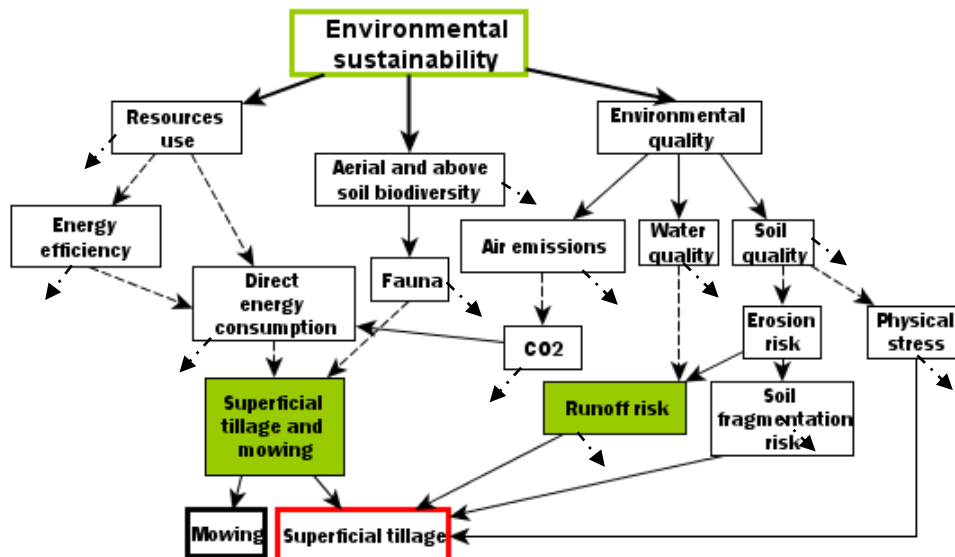 Environmental
sustainability
Resources
use
Environmental
quality
Aerial and above
soil biodiversity
Energy
efficiency
Air emissions
Water
quality
Soil
quality
Direct
energy
consumption
Fauna
CO2
Erosion
risk
Physical
stress
Superficial
tillage and
mowing
Runoff risk
Soil
fragmentation
risk
Mowing
Superficial tillage